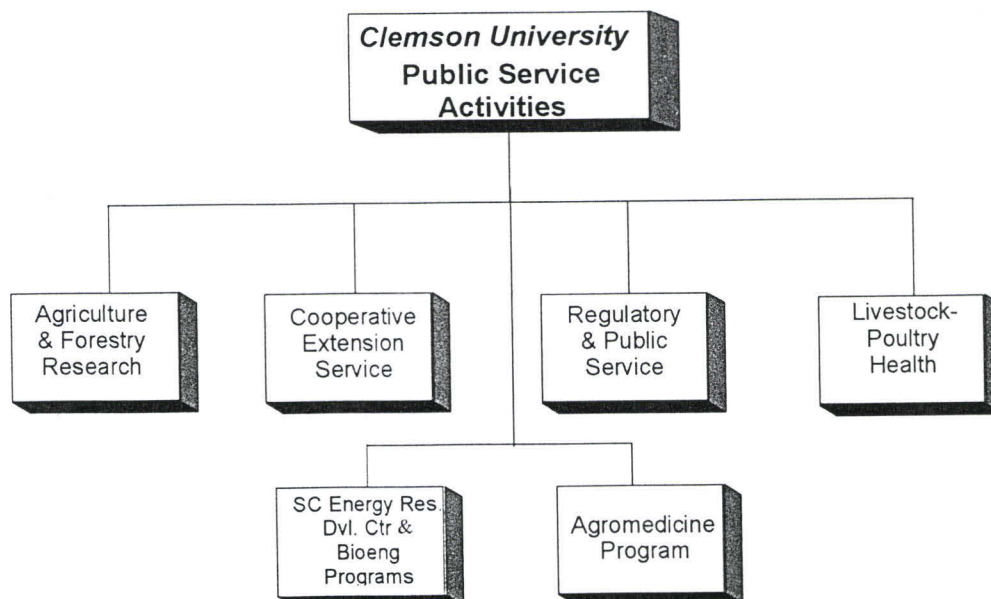 Clemson University
Public Service
Activities
Agriculture
& Forestry
Research
Cooperative
Extension
Service
Regulatory
& Public
Service
Livestock-
Poultry
Health
SC Energy Res.
Dvl. Ctr &
Bioeng
Programs
Agromedicine
Program